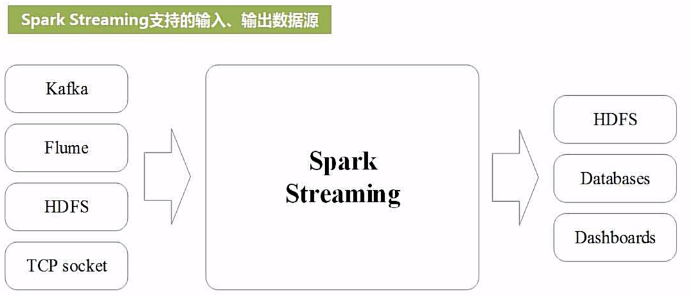 Spark Streaming支持的输入、输出数据源
Kafka
Flume
HDFS
TCP socket
Spark
Streaming
HDFS
Databases
Dashboards